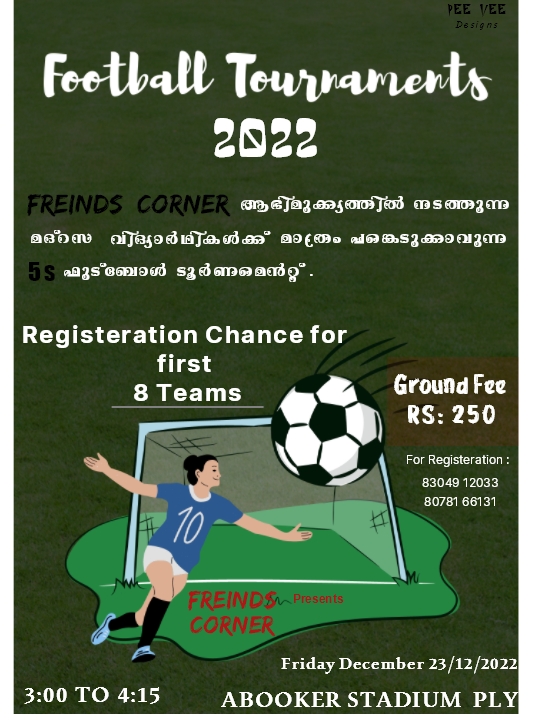 PEE VEE
Designs
Football Tournaments
2022
FREINDS CORNER ആഭിമുക്യത്തിൽ നടത്തുന്ന
മദ്റസ വിദ്യാർഥികൾക്ക് മാത്രം പങ്കെടുക്കാവുന്ന
5s ഫുട്ബോൾ ടൂർണമെൻറ്റ്.
Registeration Chance for
first
8 Teams
Ground Fee
RS: 250
For Registeration :
83049 12033
80781 66131
10
FREINDS Presents
CORNER
Friday December 23/12/2022
3:00 TO 4:15
ABOOKER STADIUM PLY